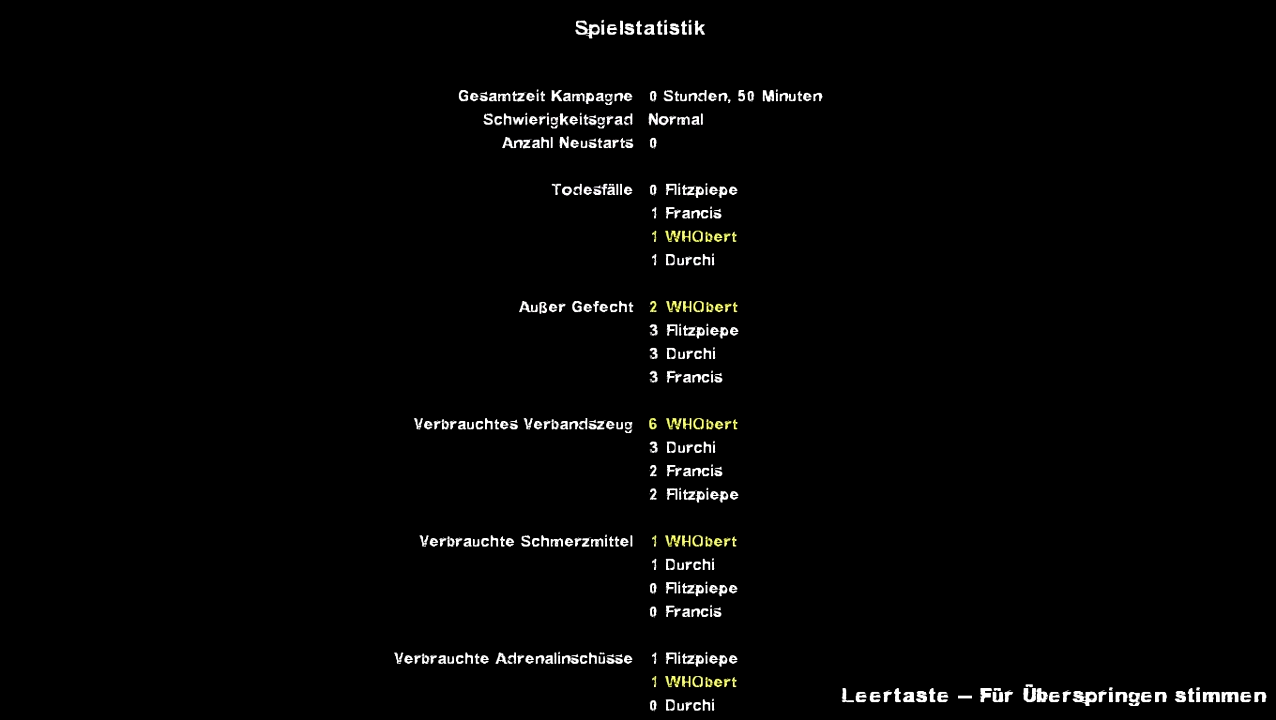 Spielstatistik
Gesamtzeit Kampagne 0 Stunden, 50 Minuten
Schwierigkeitsgrad Normal
Anzahl Neustarts 0
Todesfälle 0 Flitzpiepe
1 Francis
1 WHObert
1 Durchi
Außer Gefecht 2 WHObert
3 Flitzpiepe
3 Durchi
3 Francis
Verbrauchtes Verbandszeug 6 WHObert
3 Durchi
2 Francis
2 Flitzpiepe
Verbrauchte Schmerzmittel 1 WHObert
1 Durchi
0 Flitzpiepe
0 Francis
Verbrauchte Adrenalinschüsse 1 Flitzpiepe
1 WHObert
0 Durchi
Leertaste – Für Überspringen stimmen